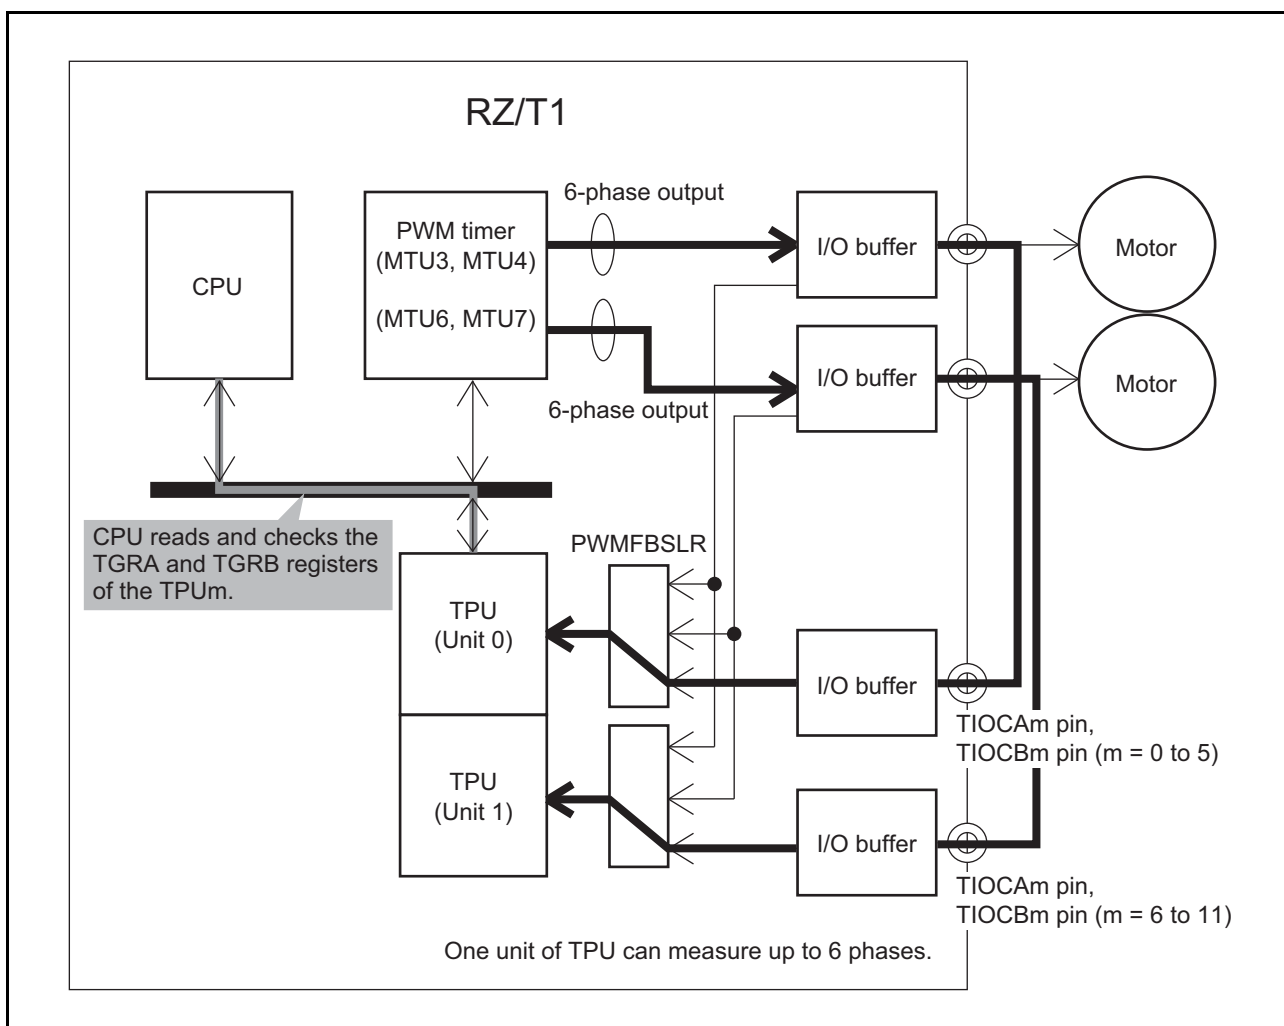 RZ/T1
6-phase output
CPU
PWM timer
(MTU3, MTU4)
(MTU6, MTU7)
I/O buffer
Motor
I/O buffer
Motor
6-phase output
CPU reads and checks the
TGRA and TGRB registers
of the TPUm.
PWMFBSLR
TPU
(Unit 0)
I/O buffer
TIOCAm pin,
TIOCBm pin (m = 0 to 5)
TPU
(Unit 1)
I/O buffer
TIOCAm pin,
TIOCBm pin (m = 6 to 11)
One unit of TPU can measure up to 6 phases.